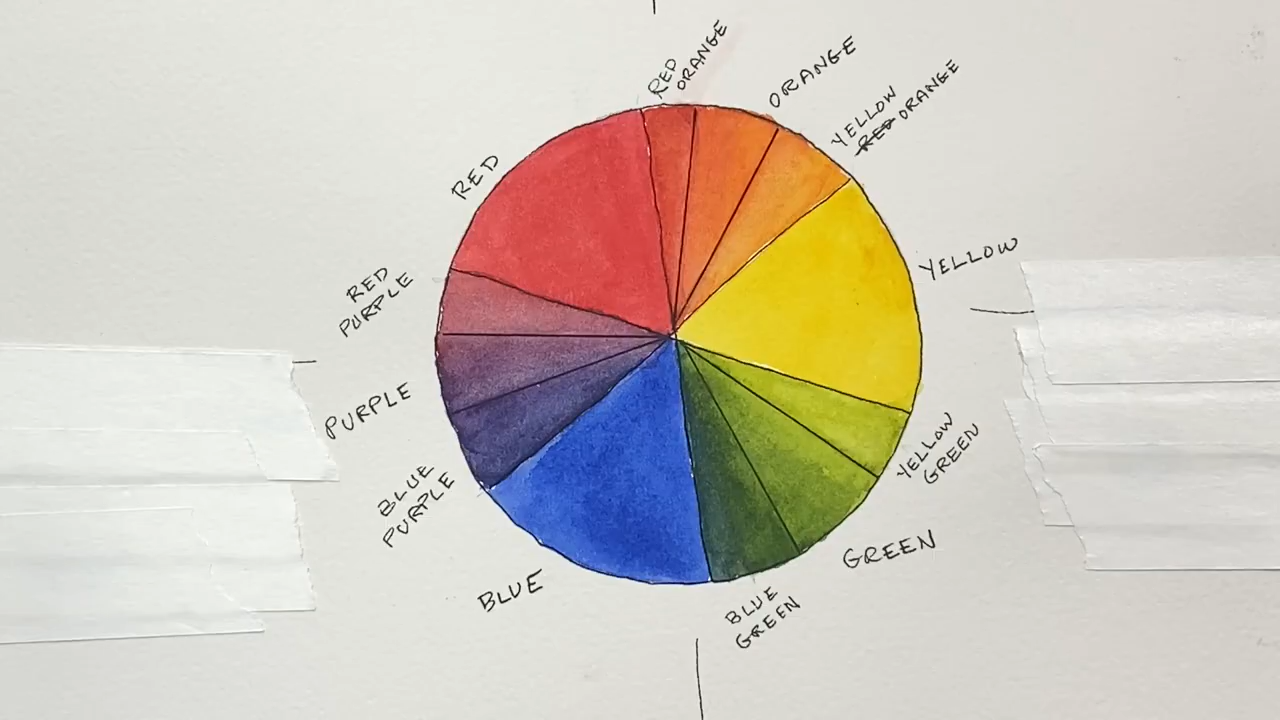 RED
ORANGE
ORANGE
YELLOW
RED ORANGE
YELLOW
YELLOW
GREEN
GREEN
BLUE
GREEN
BLUE
BLUE
PURPLE
PURPLE
RED
PURPLE
RED